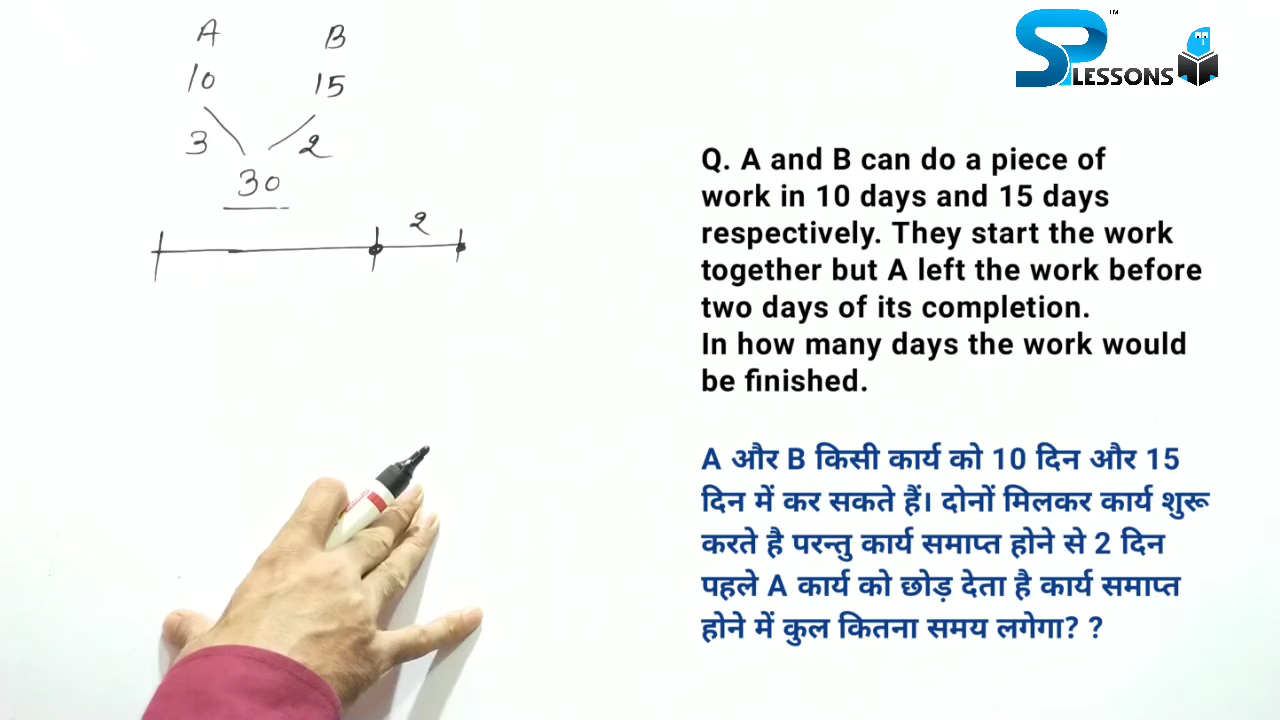 A B
10 15
3 2
30
2
SP LESSONS™
Q. A and B can do a piece of
work in 10 days and 15 days
respectively. They start the work
together but A left the work before
two days of its completion.
In how many days the work would
be finished.
A और B किसी कार्य को 10 दिन और 15
दिन में कर सकते हैं। दोनों मिलकर कार्य शुरू
करते है परन्तु कार्य समाप्त होने से 2 दिन
पहले A कार्य को छोड़ देता है कार्य समाप्त
होने में कुल कितना समय लगेगा? ?